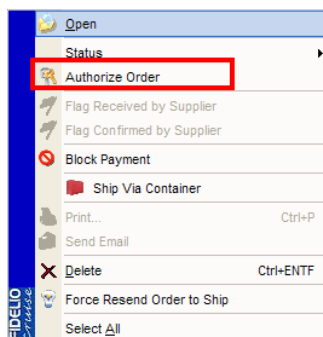 Open
Status
Authorize Order
Flag Received by Supplier
Flag Confirmed by Supplier
Block Payment
Ship Via Container
Print... Ctrl+P
Send Email
Delete Ctrl+ENTF
Force Resend Order to Ship
Select All
FIDELIO
Cruise